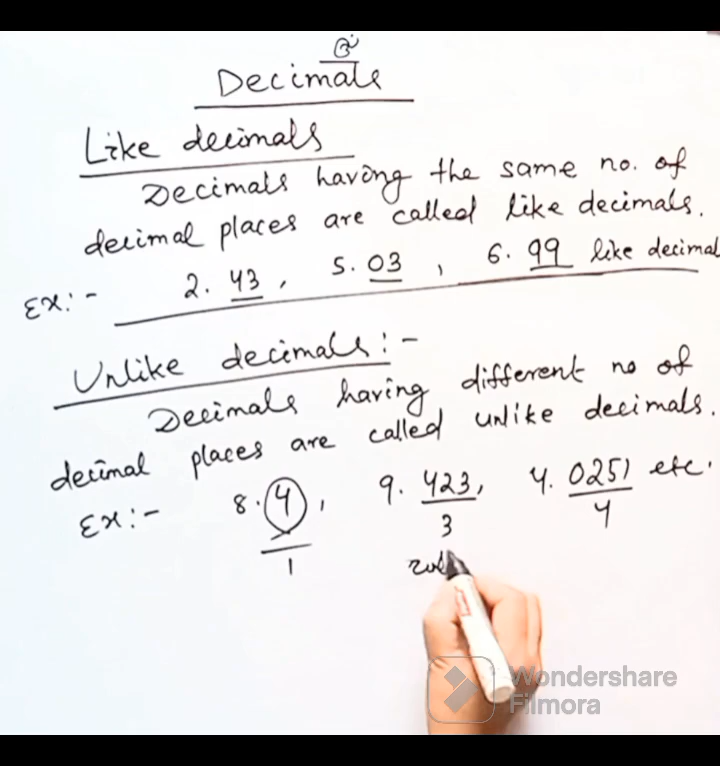 Decimals
Like decimals
Decimals having the same no. of
decimal places are called like decimals.
Ex:- 2.43, 5.03, 6.99 like decimal
Unlike decimals:-
Decimals having different no of
decimal places are called unlike decimals.
Ex:- 8.4, 9.423, 4.0251 etc.
1 3 4
Wondershare
Filmora